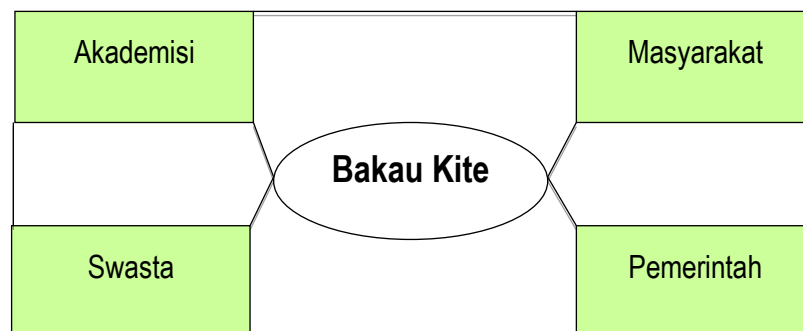 Akademisi
Masyarakat
Bakau Kite
Swasta
Pemerintah